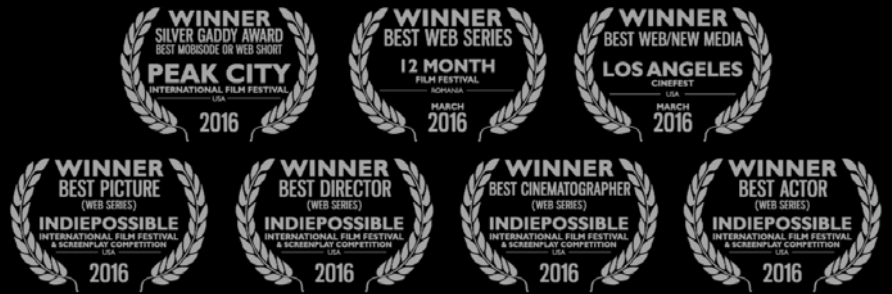 WINNER
SILVER GADDY AWARD
BEST MOBISODE OR WEB SHORT
PEAK CITY
INTERNATIONAL FILM FESTIVAL
USA
2016
WINNER
BEST WEB SERIES
12 MONTH
FILM FESTIVAL
ROMANIA
MARCH
2016
WINNER
BEST WEB/NEW MEDIA
LOS ANGELES
CINEFEST
USA
MARCH
2016
WINNER
BEST PICTURE
(WEB SERIES)
INDIEPOSSIBLE
INTERNATIONAL FILM FESTIVAL
& SCREENPLAY COMPETITION
USA
2016
WINNER
BEST DIRECTOR
(WEB SERIES)
INDIEPOSSIBLE
INTERNATIONAL FILM FESTIVAL
& SCREENPLAY COMPETITION
USA
2016
WINNER
BEST CINEMATOGRAPHER
(WEB SERIES)
INDIEPOSSIBLE
INTERNATIONAL FILM FESTIVAL
& SCREENPLAY COMPETITION
USA
2016
WINNER
BEST ACTOR
(WEB SERIES)
INDIEPOSSIBLE
INTERNATIONAL FILM FESTIVAL
& SCREENPLAY COMPETITION
USA
2016